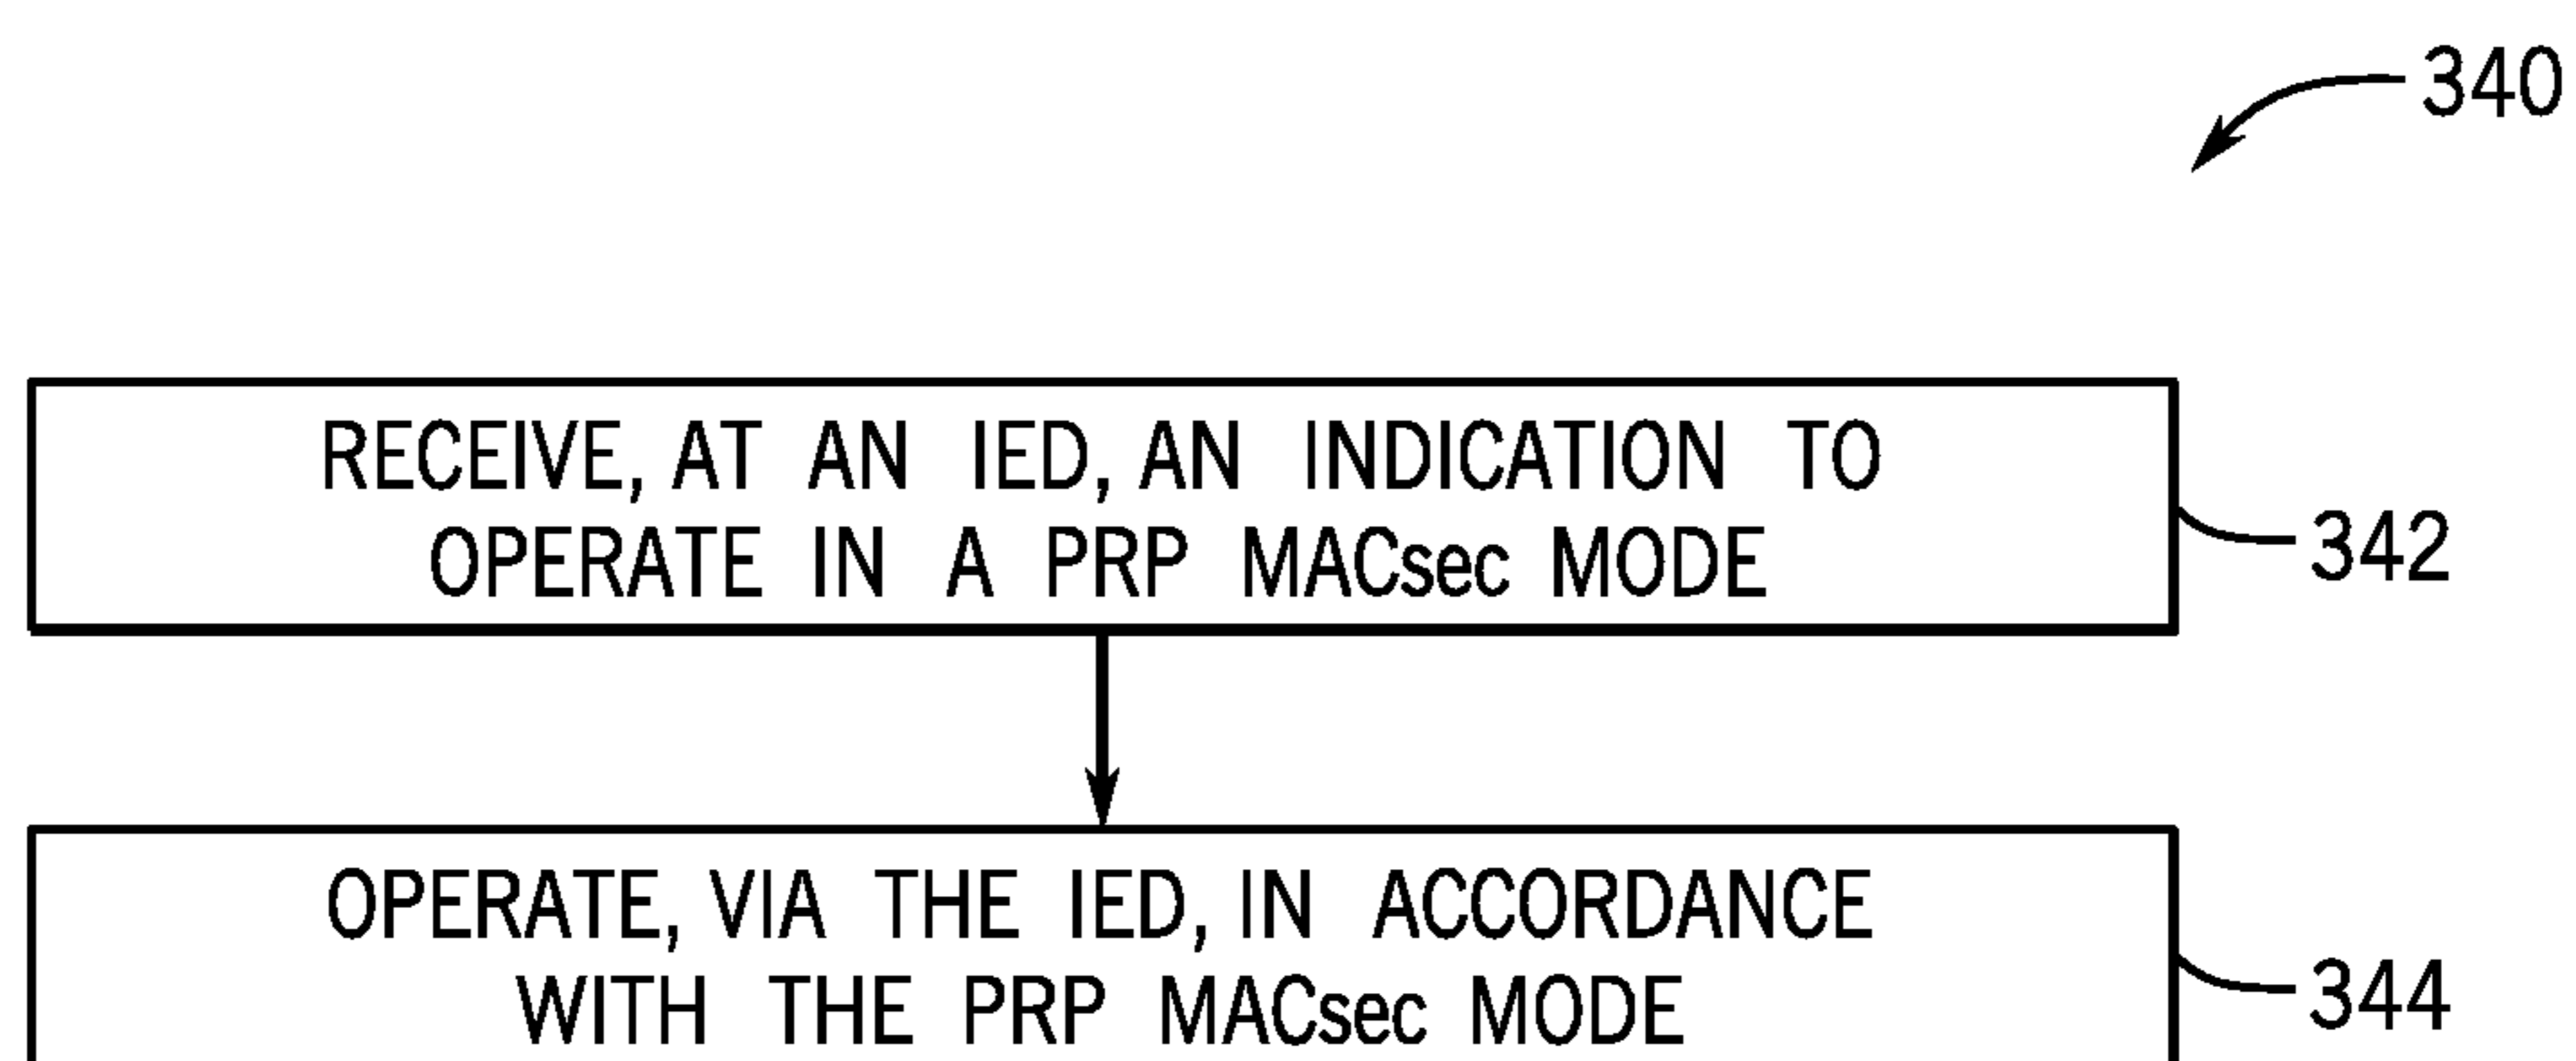 340
RECEIVE, AT AN IED, AN INDICATION TO
OPERATE IN A PRP MACsec MODE
342
OPERATE, VIA THE IED, IN ACCORDANCE
WITH THE PRP MACsec MODE
344